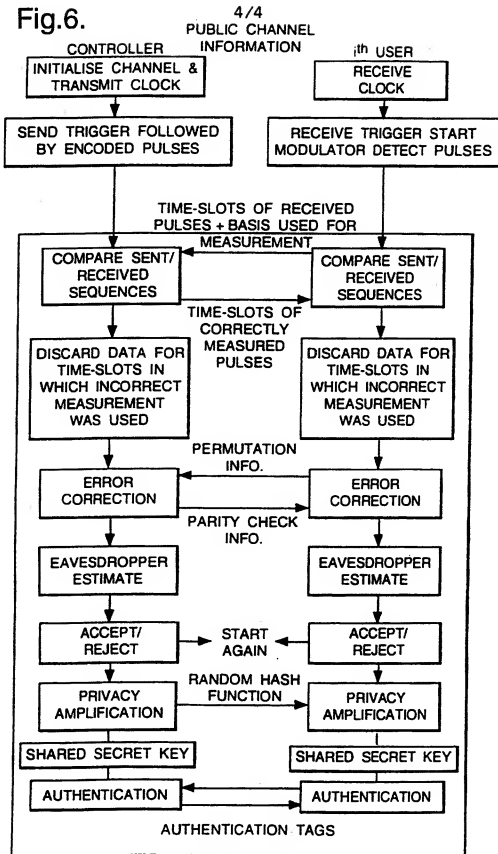 Fig.6.
4/4
PUBLIC CHANNEL
INFORMATION
CONTROLLER
INITIALISE CHANNEL &
TRANSMIT CLOCK
ith USER
RECEIVE
CLOCK
SEND TRIGGER FOLLOWED
BY ENCODED PULSES
RECEIVE TRIGGER START
MODULATOR DETECT PULSES
TIME-SLOTS OF RECEIVED
PULSES + BASIS USED FOR
MEASUREMENT
COMPARE SENT/
RECEIVED
SEQUENCES
COMPARE SENT/
RECEIVED
SEQUENCES
TIME-SLOTS OF
CORRECTLY
MEASURED
PULSES
DISCARD DATA FOR
TIME-SLOTS IN
WHICH INCORRECT
MEASUREMENT
WAS USED
DISCARD DATA FOR
TIME-SLOTS IN
WHICH INCORRECT
MEASUREMENT
WAS USED
PERMUTATION
INFO.
ERROR
CORRECTION
ERROR
CORRECTION
PARITY CHECK
INFO.
EAVESDROPPER
ESTIMATE
EAVESDROPPER
ESTIMATE
ACCEPT/
REJECT
START
AGAIN
ACCEPT/
REJECT
RANDOM HASH
FUNCTION
PRIVACY
AMPLIFICATION
PRIVACY
AMPLIFICATION
SHARED SECRET KEY
SHARED SECRET KEY
AUTHENTICATION
AUTHENTICATION
AUTHENTICATION TAGS